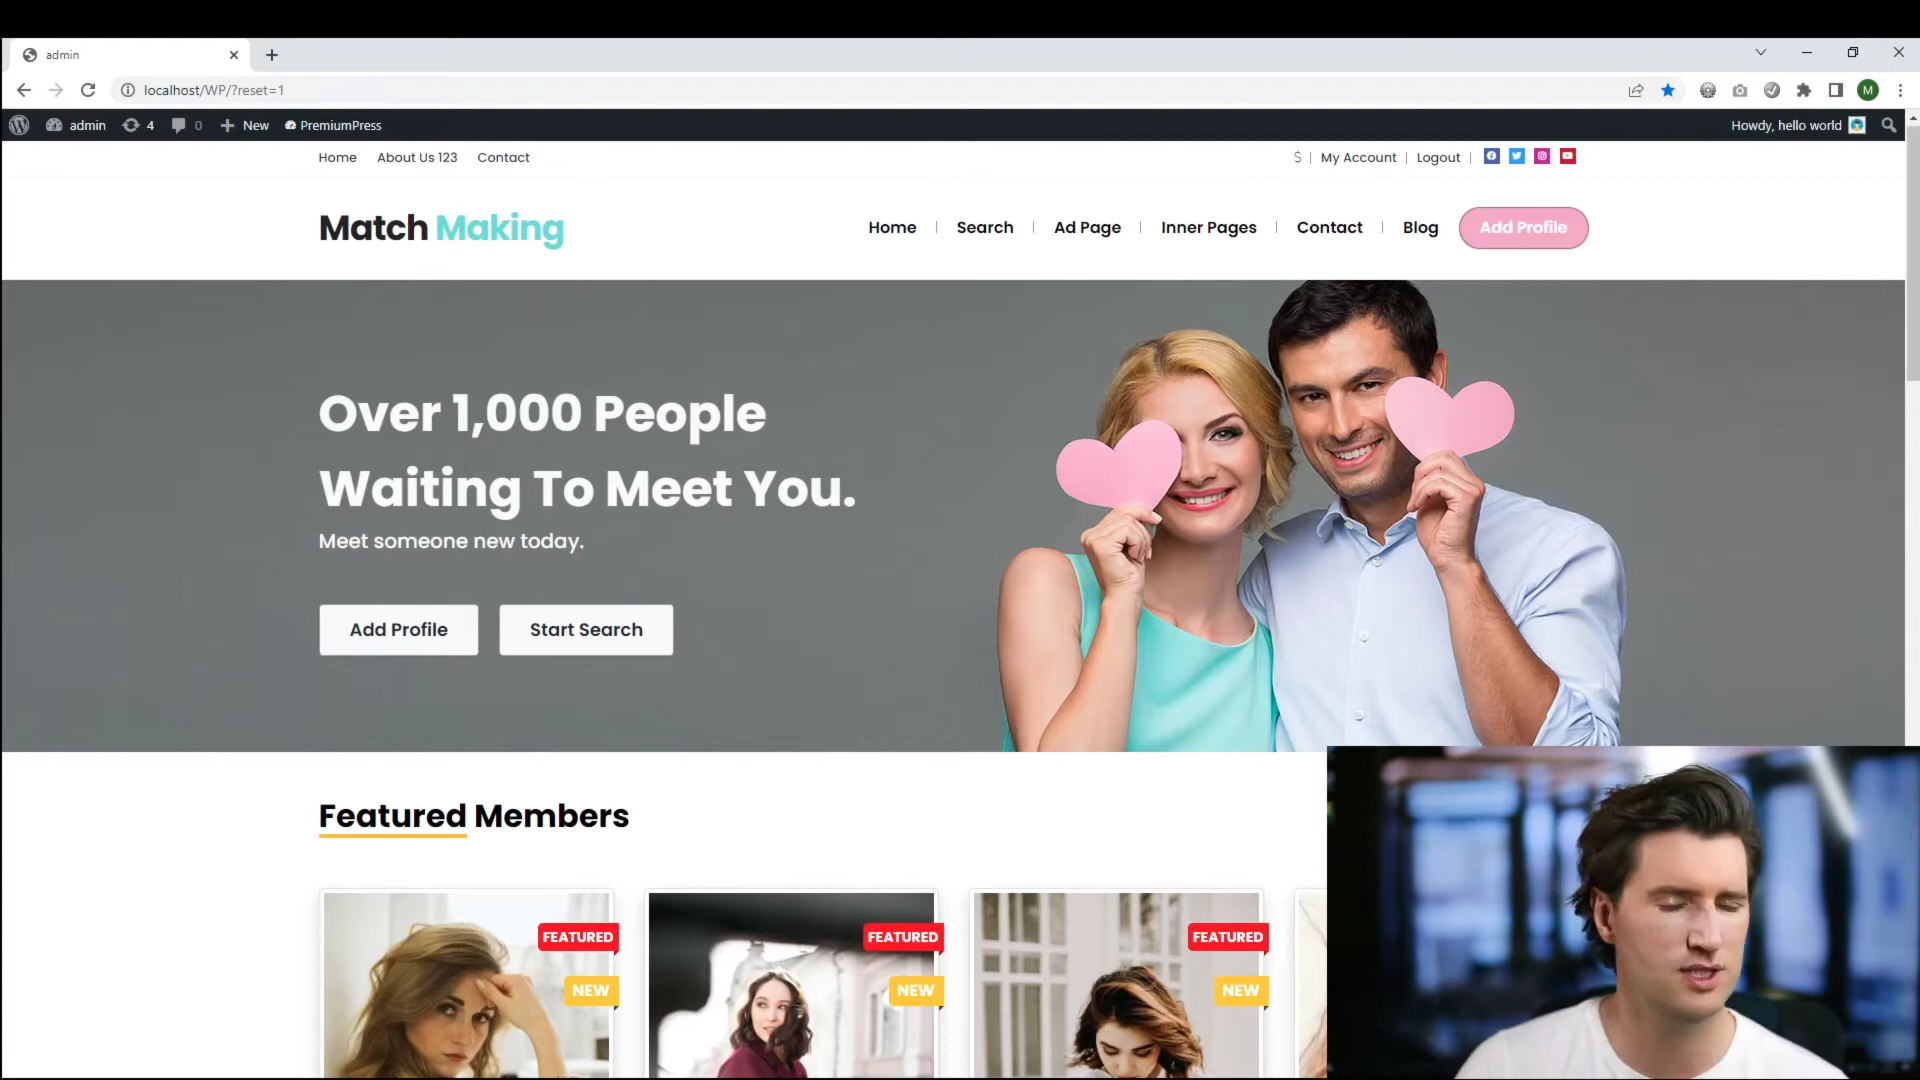 admin
localhost/WP/?reset=1
M
admin 4 0 New PremiumPress
Howdy, hello world
Home About Us 123 Contact
$ | My Account | Logout |
Match Making
Home Search Ad Page Inner Pages Contact Blog Add Profile
Over 1,000 People
Waiting To Meet You.
Meet someone new today.
Add Profile Start Search
Featured Members
FEATURED FEATURED FEATURED
NEW NEW NEW